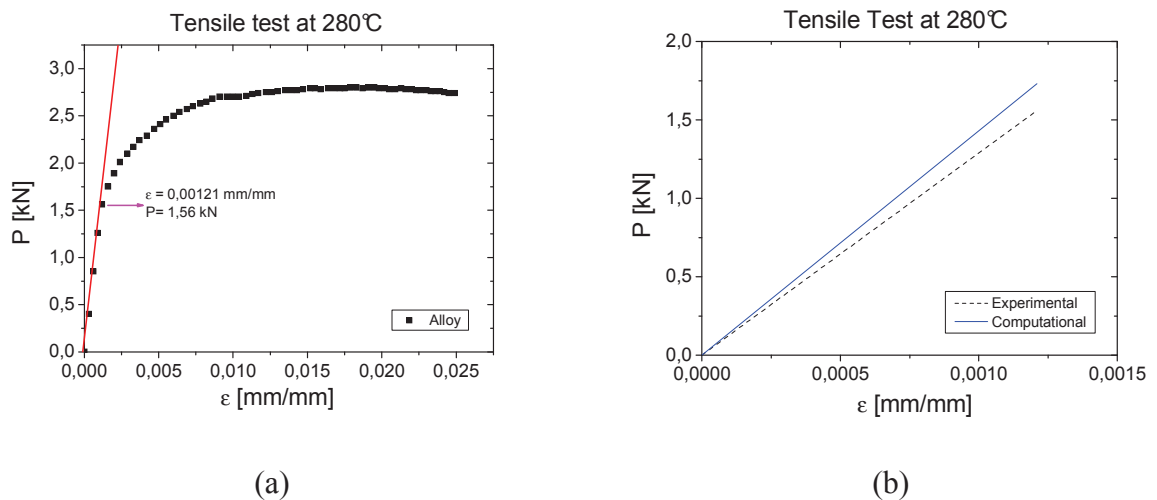 Tensile test at 280°C
3,0
2,5
2,0
1,5
1,0
0,5
0,0
P [kN]
ε = 0,00121 mm/mm
P= 1,56 kN
Alloy
0,000 0,005 0,010 0,015 0,020 0,025
ε [mm/mm]
(a)
Tensile Test at 280°C
2,0
1,5
1,0
0,5
0,0
P [kN]
Experimental
Computational
0,0000 0,0005 0,0010 0,0015
ε [mm/mm]
(b)